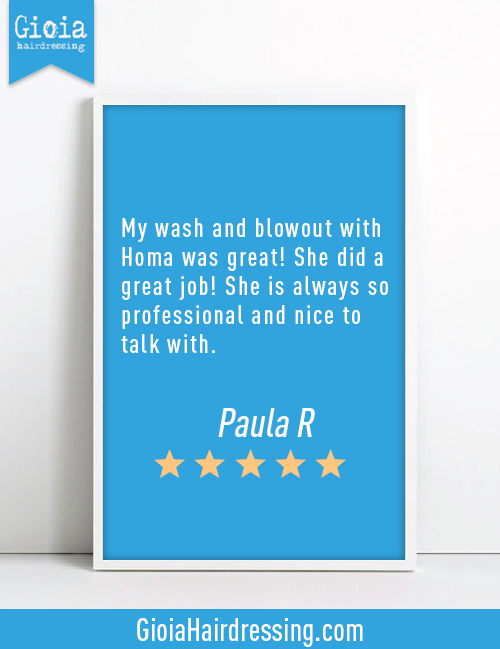 Gioia
hairdressing
My wash and blowout with
Homa was great! She did a
great job! She is always so
professional and nice to
talk with.
Paula R
GioiaHairdressing.com